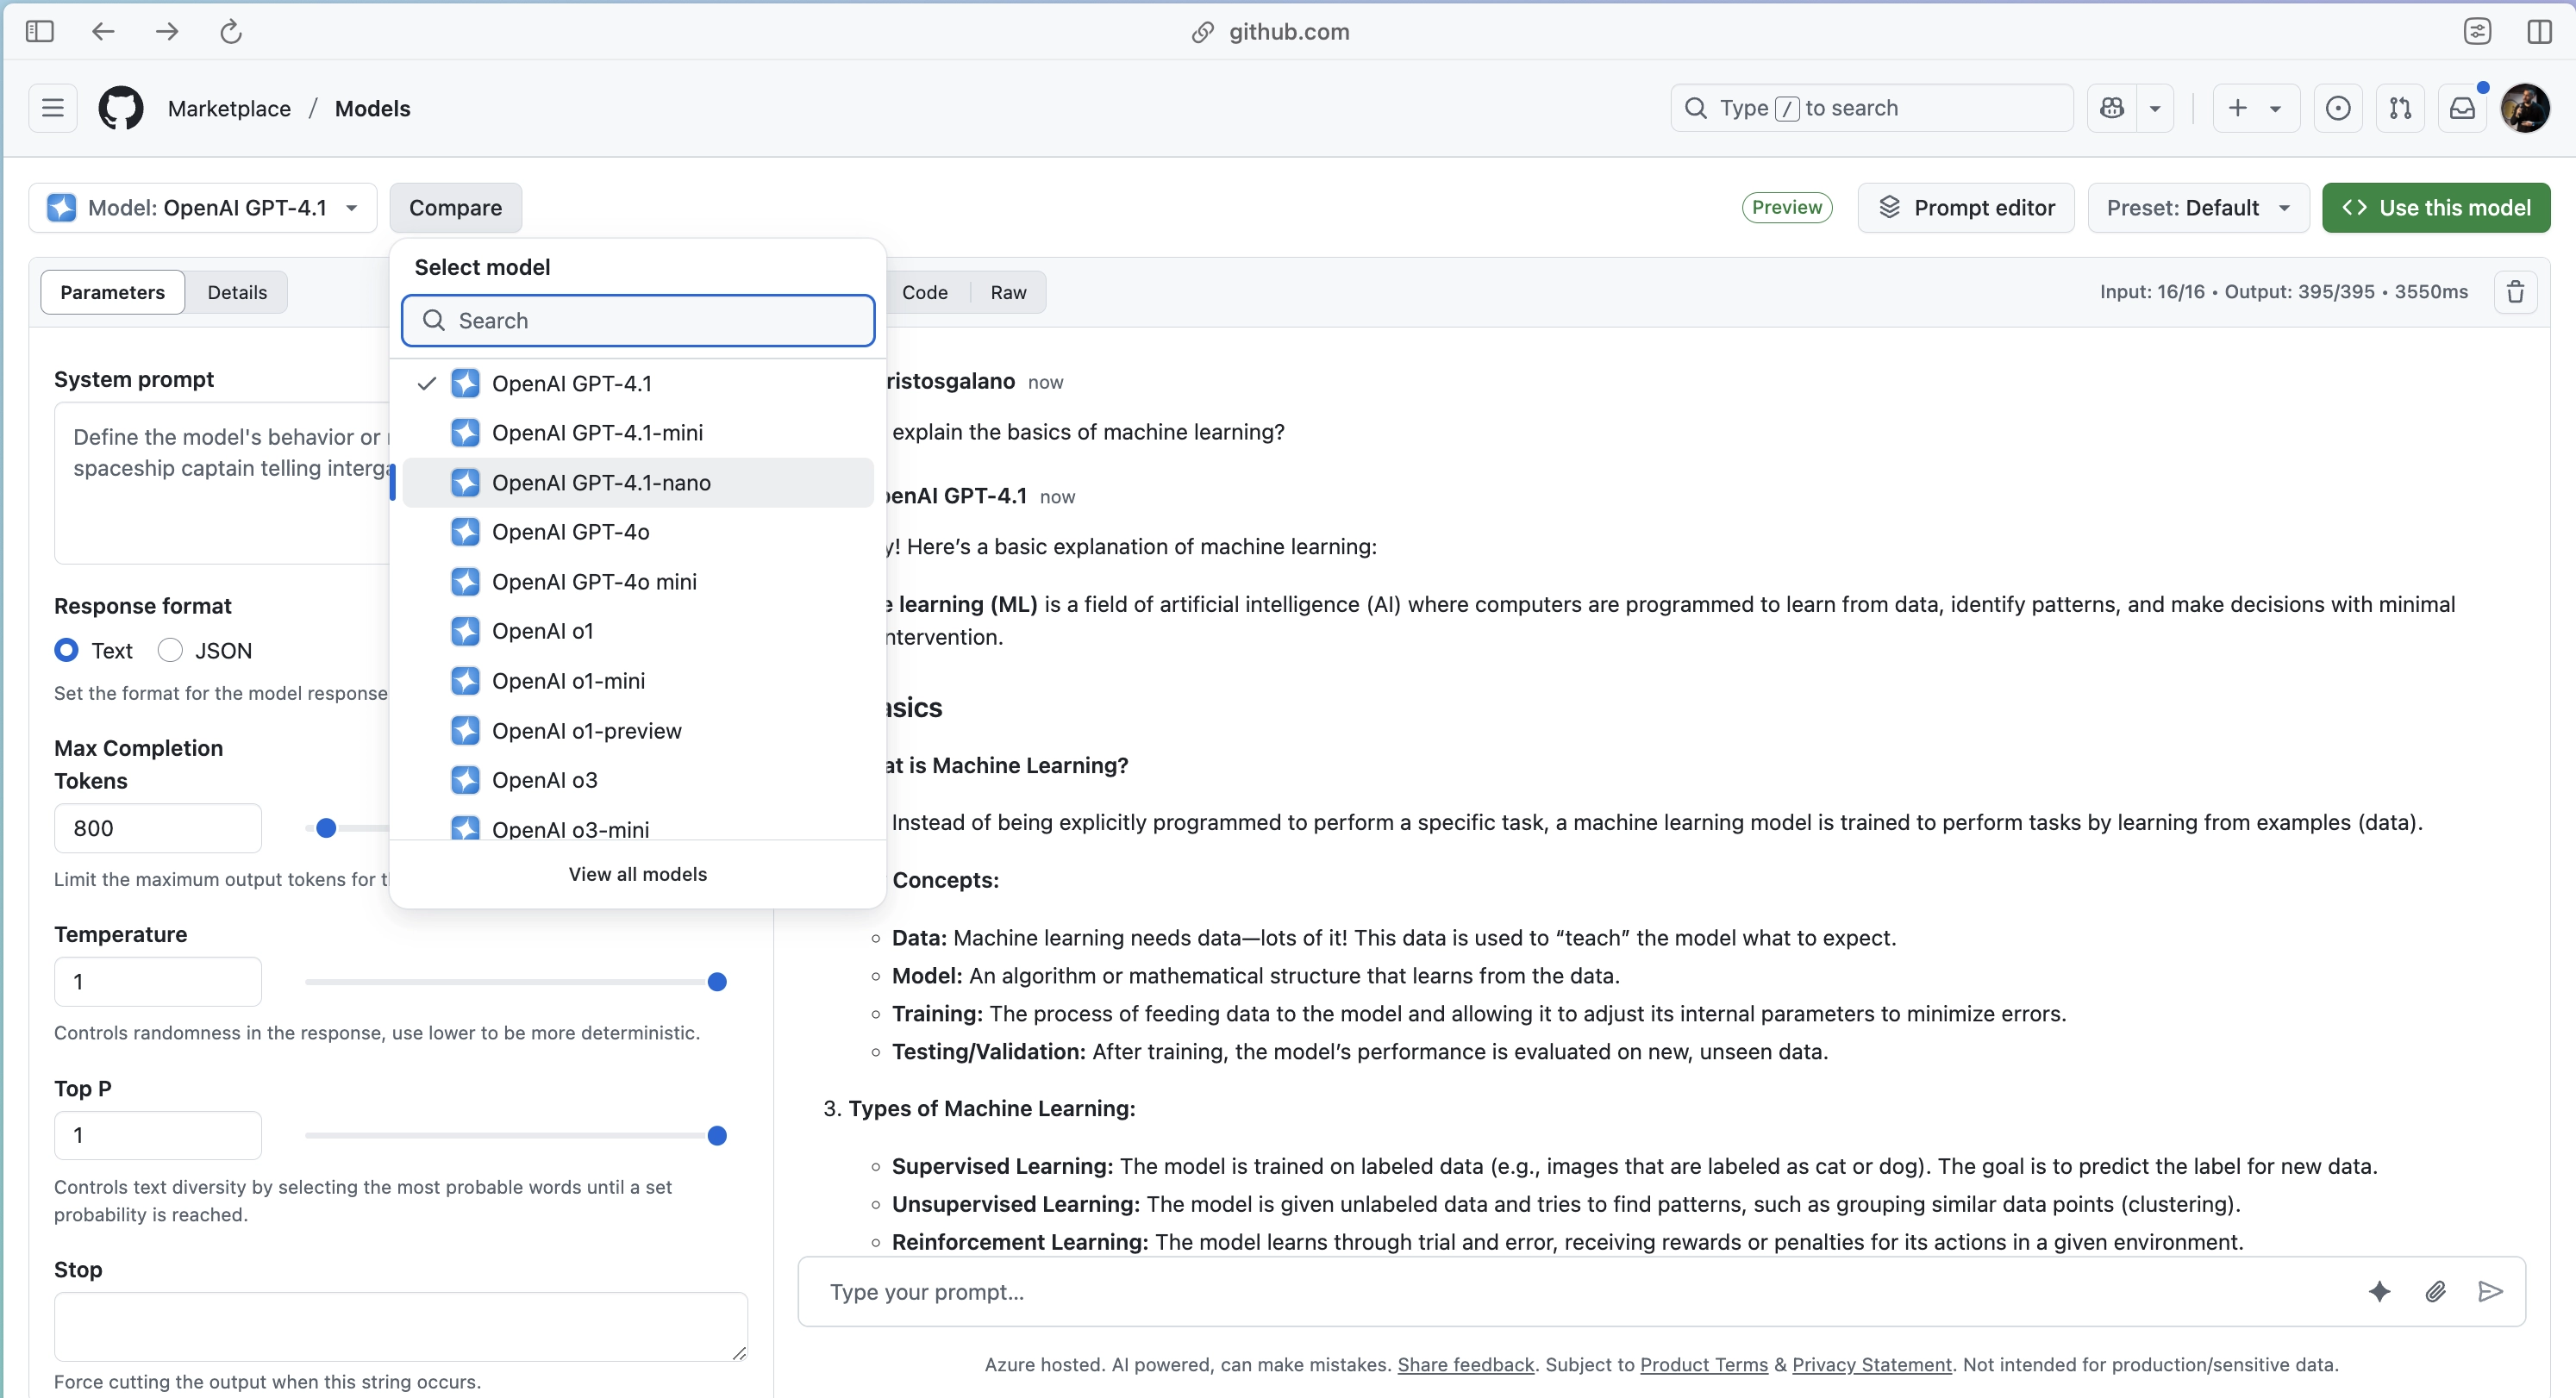 github.com
Marketplace / Models
Type / to search
Model: OpenAI GPT-4.1
Compare
Preview
Prompt editor
Preset: Default
Use this model
Parameters
Details
Select model
Search
OpenAI GPT-4.1
OpenAI GPT-4.1-mini
OpenAI GPT-4.1-nano
OpenAI GPT-4o
OpenAI GPT-4o mini
OpenAI o1
OpenAI o1-mini
OpenAI o1-preview
OpenAI o3
OpenAI o3-mini
View all models
System prompt
Define the model's behavior or
spaceship captain telling interga
Response format
Text
JSON
Set the format for the model response
Max Completion
Tokens
800
Limit the maximum output tokens for t
Temperature
1
Controls randomness in the response, use lower to be more deterministic.
Top P
1
Controls text diversity by selecting the most probable words until a set
probability is reached.
Stop
Force cutting the output when this string occurs.
Code
Raw
Input: 16/16 • Output: 395/395 • 3550ms
ristosgalano now
explain the basics of machine learning?
enAI GPT-4.1 now
y! Here’s a basic explanation of machine learning:
e learning (ML) is a field of artificial intelligence (AI) where computers are programmed to learn from data, identify patterns, and make decisions with minimal
ntervention.
asics
at is Machine Learning?
Instead of being explicitly programmed to perform a specific task, a machine learning model is trained to perform tasks by learning from examples (data).
Concepts:
Data: Machine learning needs data—lots of it! This data is used to “teach” the model what to expect.
Model: An algorithm or mathematical structure that learns from the data.
Training: The process of feeding data to the model and allowing it to adjust its internal parameters to minimize errors.
Testing/Validation: After training, the model’s performance is evaluated on new, unseen data.
3. Types of Machine Learning:
Supervised Learning: The model is trained on labeled data (e.g., images that are labeled as cat or dog). The goal is to predict the label for new data.
Unsupervised Learning: The model is given unlabeled data and tries to find patterns, such as grouping similar data points (clustering).
Reinforcement Learning: The model learns through trial and error, receiving rewards or penalties for its actions in a given environment.
Type your prompt...
Azure hosted. AI powered, can make mistakes. Share feedback. Subject to Product Terms & Privacy Statement. Not intended for production/sensitive data.